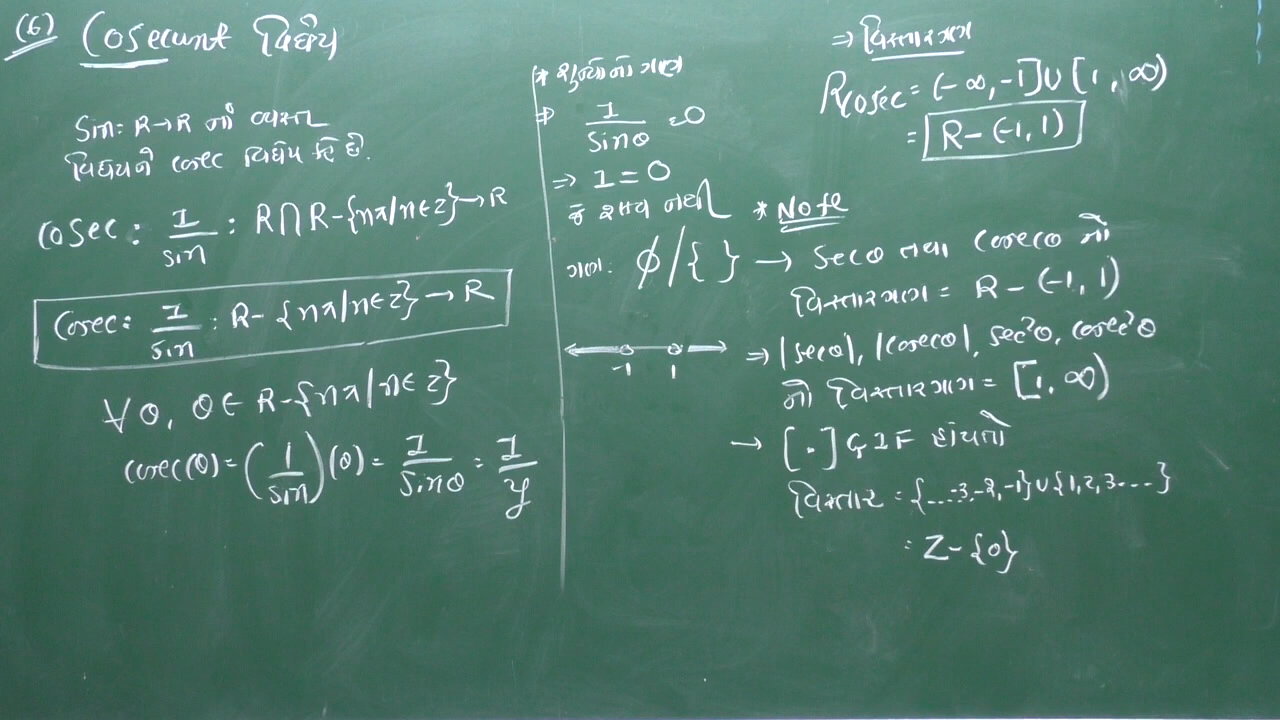 (6) Cosecant વિધેય
Sin: R→R નાં વ્યસ્ત
વિધેયને cosec વિધેય કહે છે.
Cosec: 1/sin : R∩R-{nπ/n∈z}→R
Cosec: 1/sin : R-{nπ/n∈z}→R
∀θ, θ∈R-{nπ/n∈z}
cosec(θ)=(1/sin)(θ)=1/sinθ=1/y
* શૂન્યોનો ગણ
⇒ 1/sinθ=0
⇒ 1=0
જે શક્ય નથી
ગણ: ϕ/{ }
-1 1
⇒ વિસ્તારગણ
Rcosec=(-∞,-1]∪[1,∞)
=R-(-1,1)
* Note
→ secθ તથા cosecθ નો
વિસ્તારગણ=R-(-1,1)
⇒|secθ|, |cosecθ|, sec²θ, cosec²θ
નો વિસ્તારગણ=[1,∞)
→ [.] GIF હોયતો
વિસ્તાર={...-3,-2,-1}∪{1,2,3....}
=Z-{0}